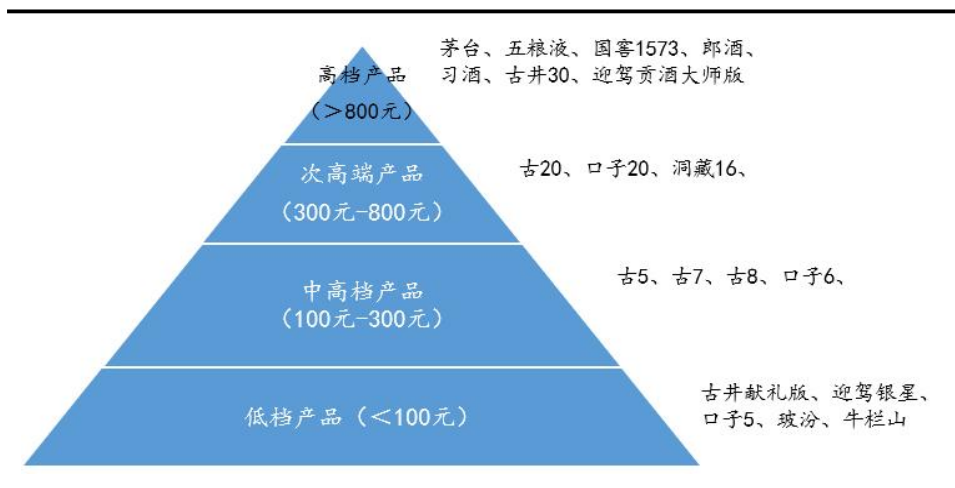 高档产品
（＞800元）
茅台、五粮液、国窖1573、郎酒、
习酒、古井30、迎驾贡酒大师版
次高端产品
（300元-800元）
古20、口子20、洞藏16、
中高档产品
（100元-300元）
古5、古7、古8、口子6、
低档产品（＜100元）
古井献礼版、迎驾银星、
口子5、玻汾、牛栏山